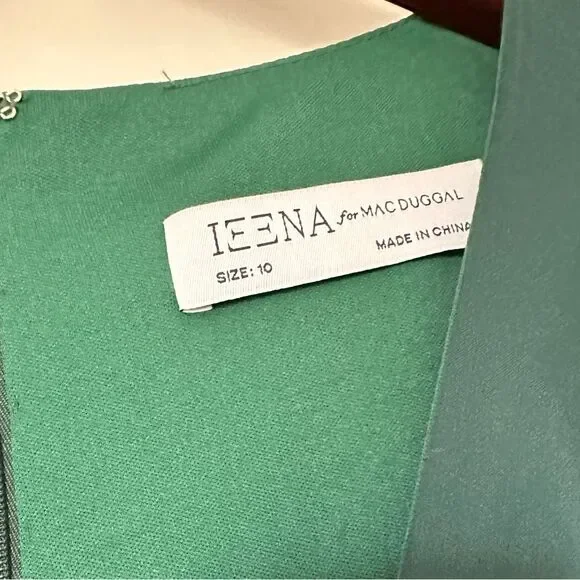 IEENA for MAC DUGGAL
SIZE: 10
MADE IN CHINA